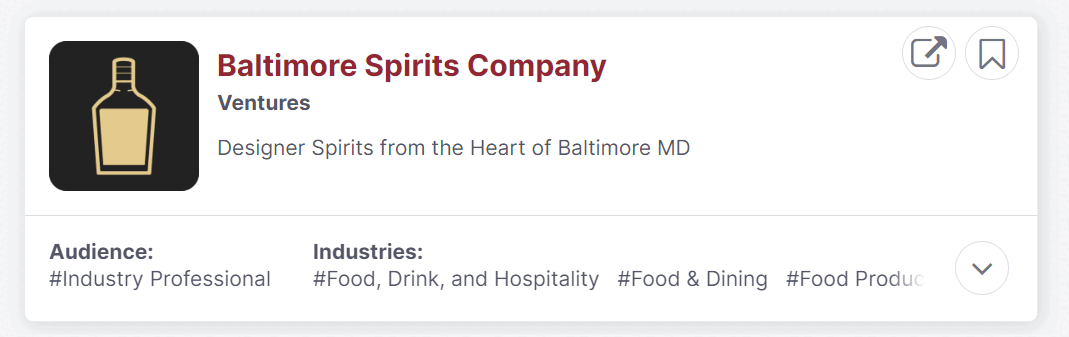 Baltimore Spirits Company
Ventures
Designer Spirits from the Heart of Baltimore MD
Audience:
#Industry Professional
Industries:
#Food, Drink, and Hospitality #Food & Dining #Food Produc